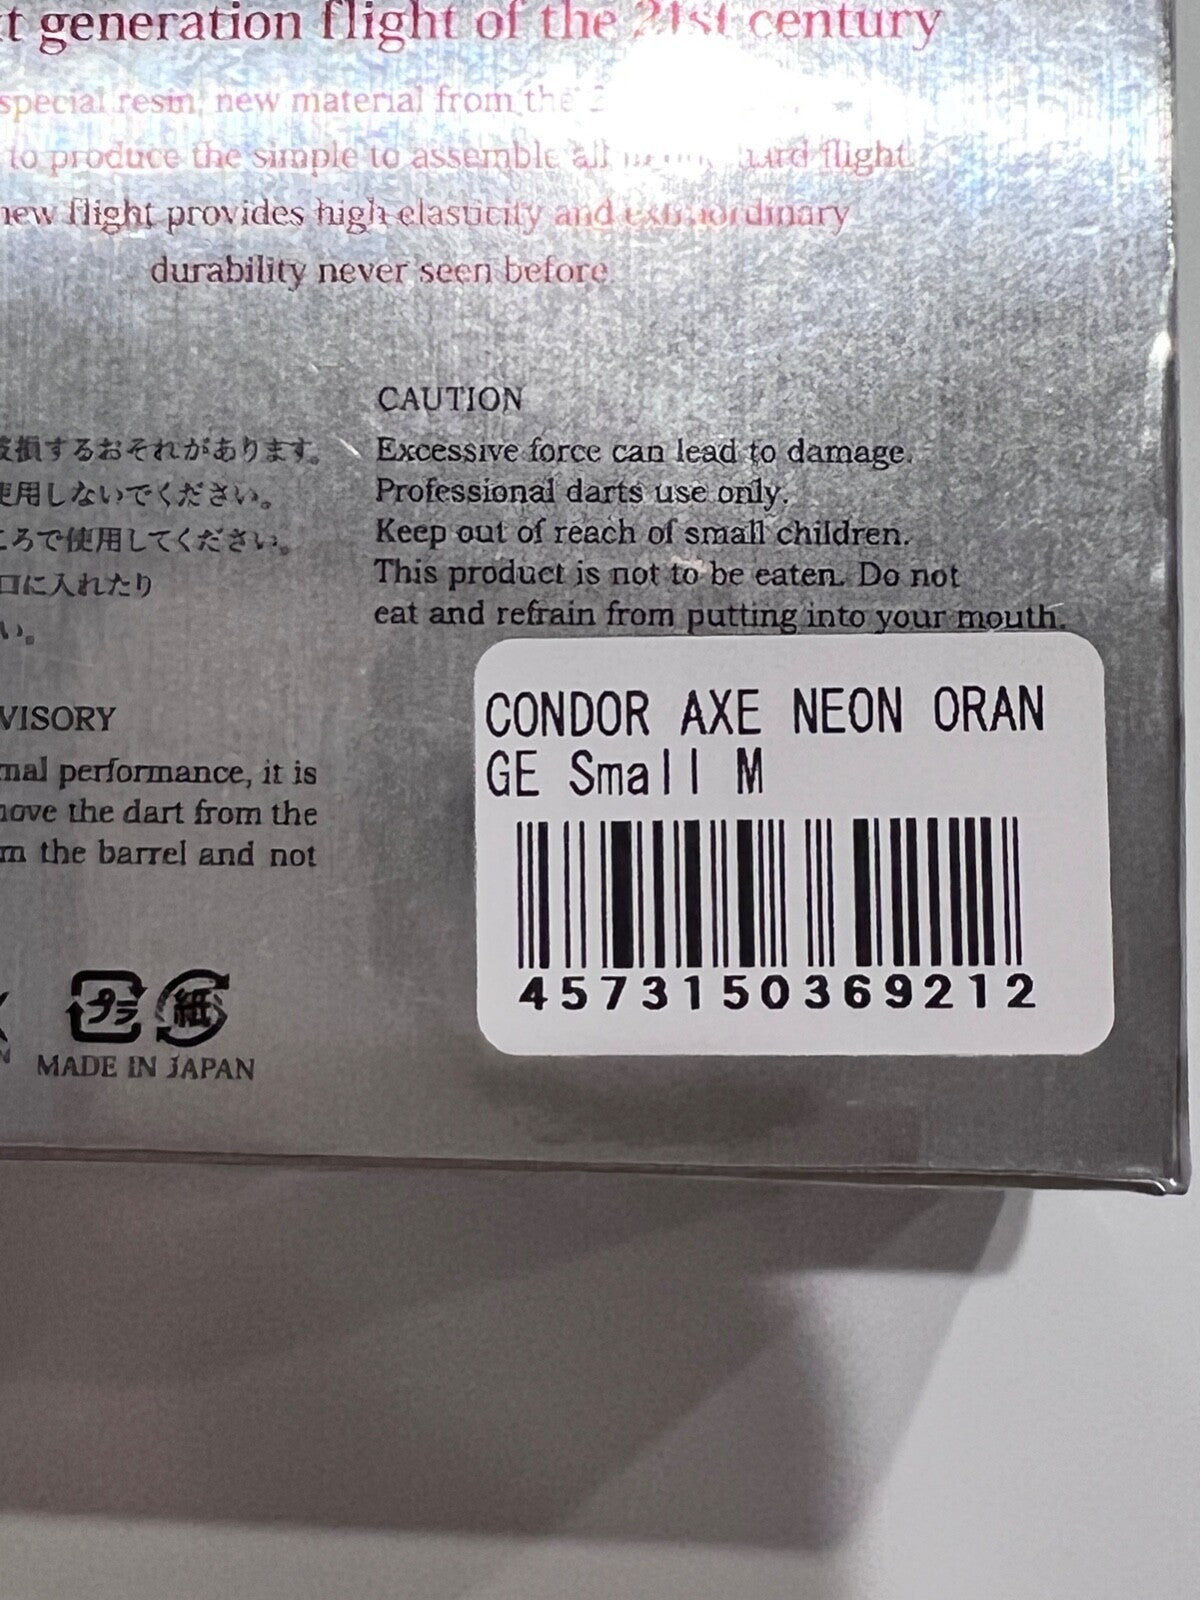 generation flight of the 21st century
special resin, new material from the
to produce the simple to assemble all flight
new flight provides high elasticity and extraordinary
durability never seen before
損するおそれがあります。
使用しないでください。
ころで使用してください。
口に入れたり
い。
CAUTION
Excessive force can lead to damage.
Professional darts use only.
Keep out of reach of small children.
This product is not to be eaten. Do not
eat and refrain from putting into your mouth.
VISORY
mal performance, it is
move the dart from the
m the barrel and not
プラ 紙
MADE IN JAPAN
CONDOR AXE NEON ORAN
GE Small M
4573150369212